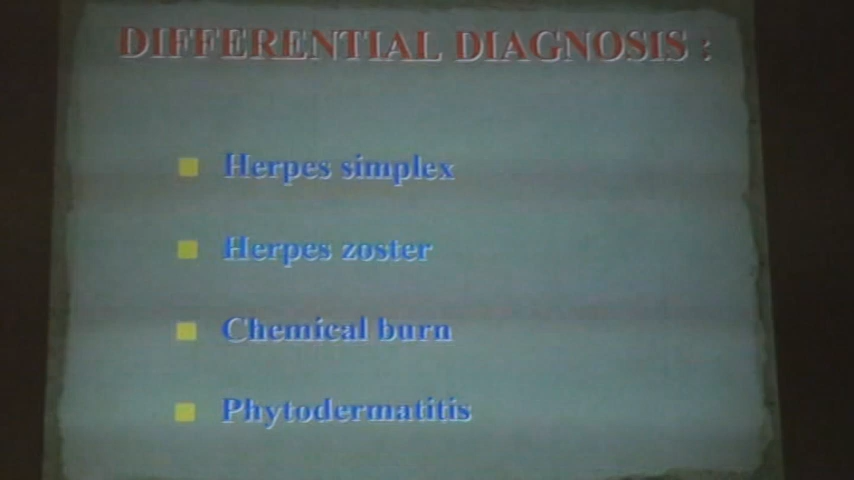 DIFFERENTIAL DIAGNOSIS :
Herpes simplex
Herpes zoster
Chemical burn
Phytodermatitis